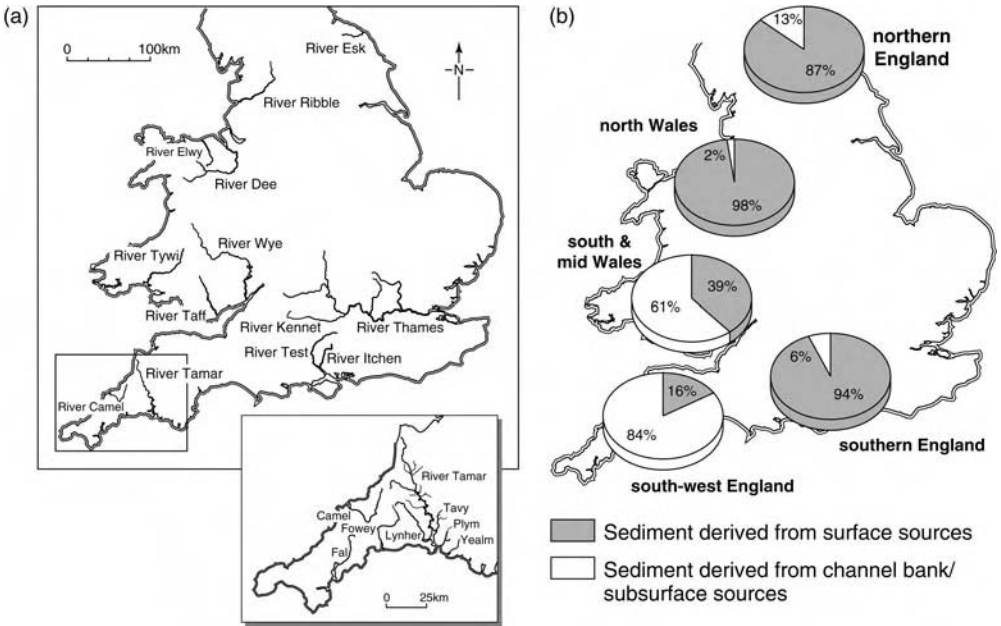 (a)
0 100km
River Esk
-N-
River Ribble
River Elwy
River Dee
River Tywi
River Wye
River Taff
River Kennet
River Thames
River Test
River Itchen
River Tamar
River Camel
River Tamar
Camel
Tavy
Fowey
Plym
Lynher
Yealm
Fal
0 25km
(b)
13%
87%
northern
England
north Wales
2%
98%
south &
mid Wales
39%
61%
6%
94%
southern England
16%
84%
south-west England
Sediment derived from surface sources
Sediment derived from channel bank/
subsurface sources